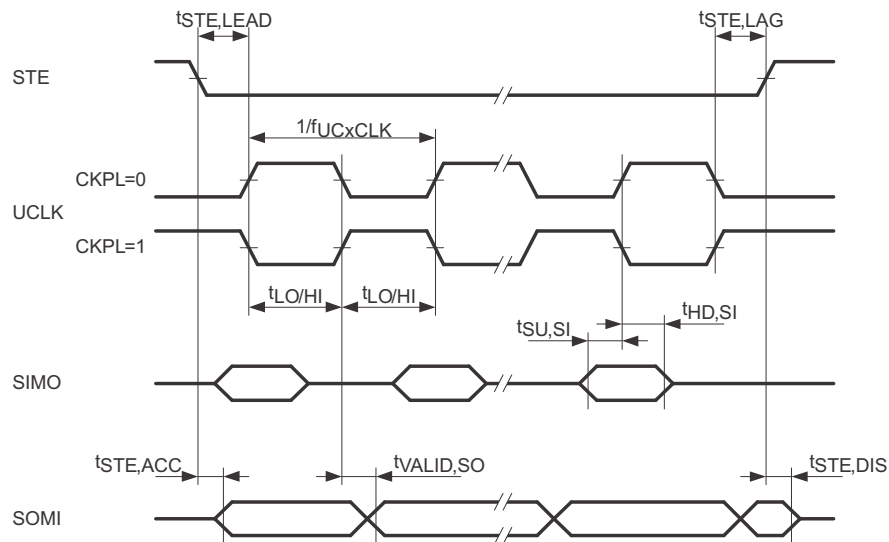 tSTE,LEAD
tSTE,LAG
STE
1/fUCxCLK
CKPL=0
UCLK
CKPL=1
tLO/HI
tLO/HI
tHD,SI
tSU,SI
SIMO
tSTE,ACC
tVALID,SO
tSTE,DIS
SOMI